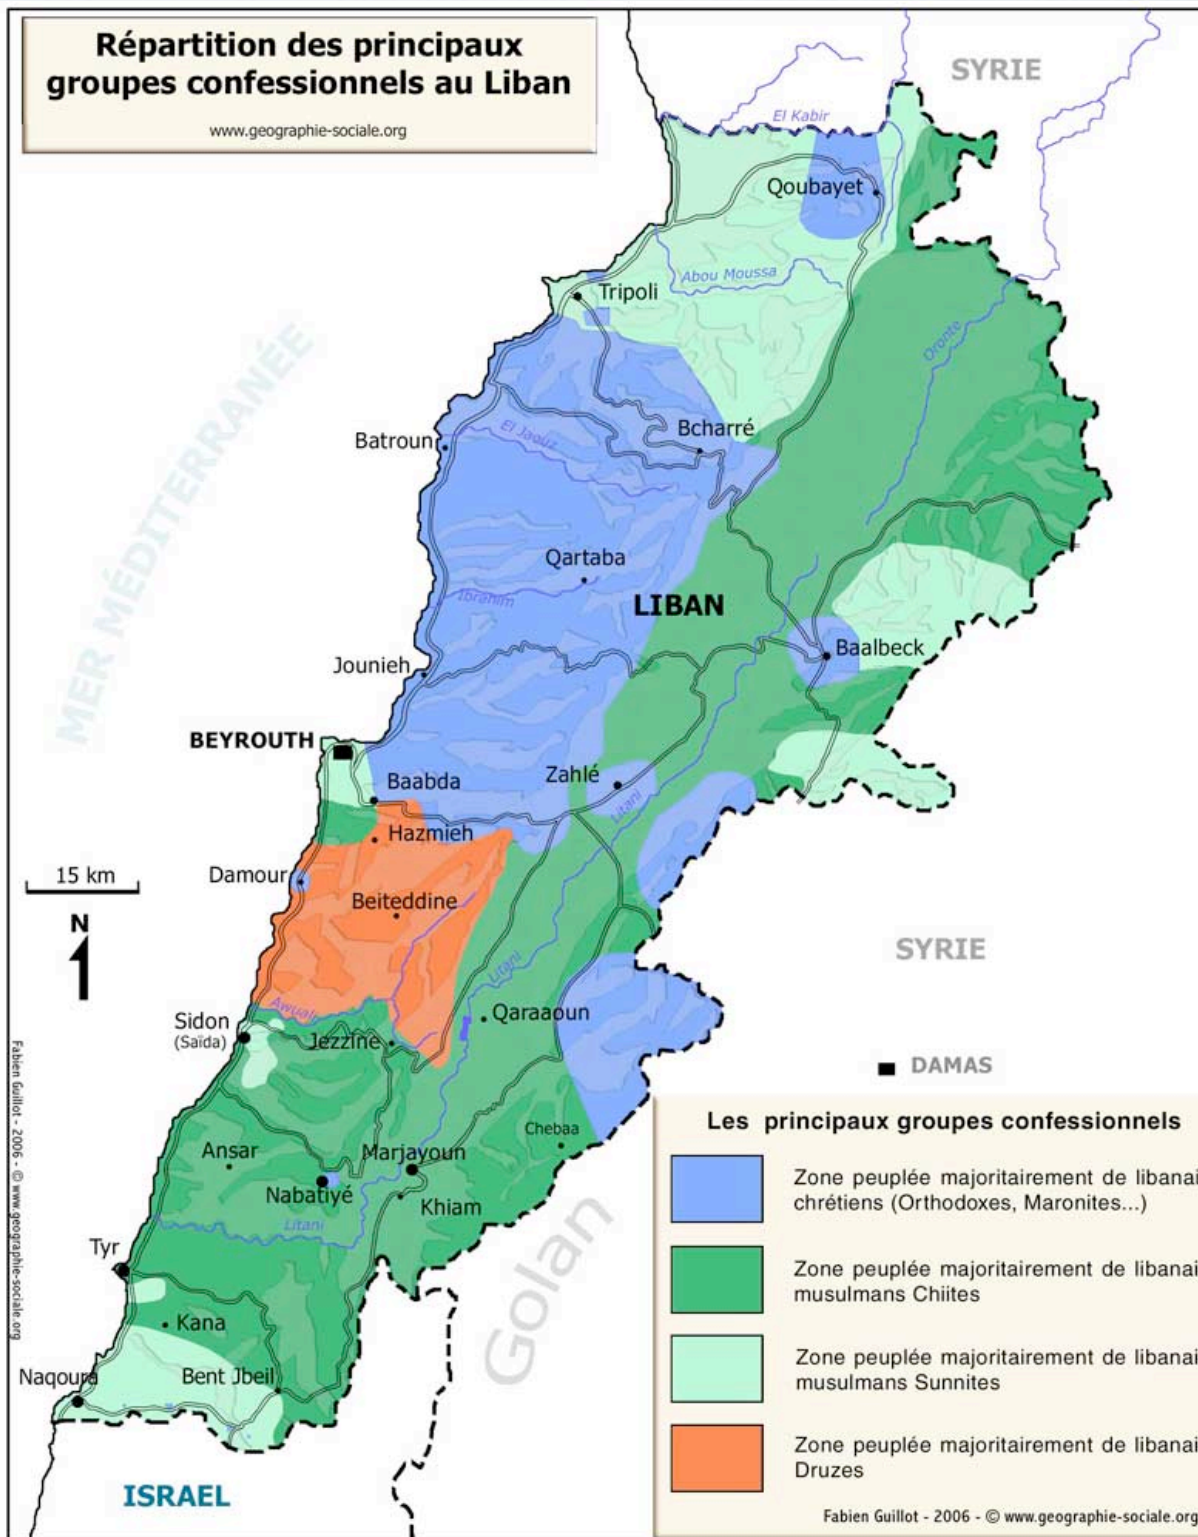 Répartition des principaux
groupes confessionnels au Liban
www.geographie-sociale.org
SYRIE
El Kabir
Qoubayet
Abou Moussa
Tripoli
Oronte
MER MÉDITERRANÉE
Bcharré
Batroun
El Jaouz
Qartaba
Ibrahim
LIBAN
Baalbeck
Jounieh
BEYROUTH
Zahlé
Baabda
Litani
Hazmieh
15 km
Damour
Beiteddine
N
SYRIE
Litani
Awuali
Qaraaoun
Sidon
(Saïda)
Jezzine
DAMAS
Chebaa
Ansar
Marjayoun
Nabatiyé
Khiam
Litani
Golan
Tyr
Kana
Naqoura
Bent Jbeil
ISRAEL
Fabien Guillot - 2006 - © www.geographie-sociale.org
Les principaux groupes confessionnels
Zone peuplée majoritairement de libanai
chrétiens (Orthodoxes, Maronites...)
Zone peuplée majoritairement de libanai
musulmans Chiites
Zone peuplée majoritairement de libanai
musulmans Sunnites
Zone peuplée majoritairement de libanai
Druzes
Fabien Guillot - 2006 - © www.geographie-sociale.org